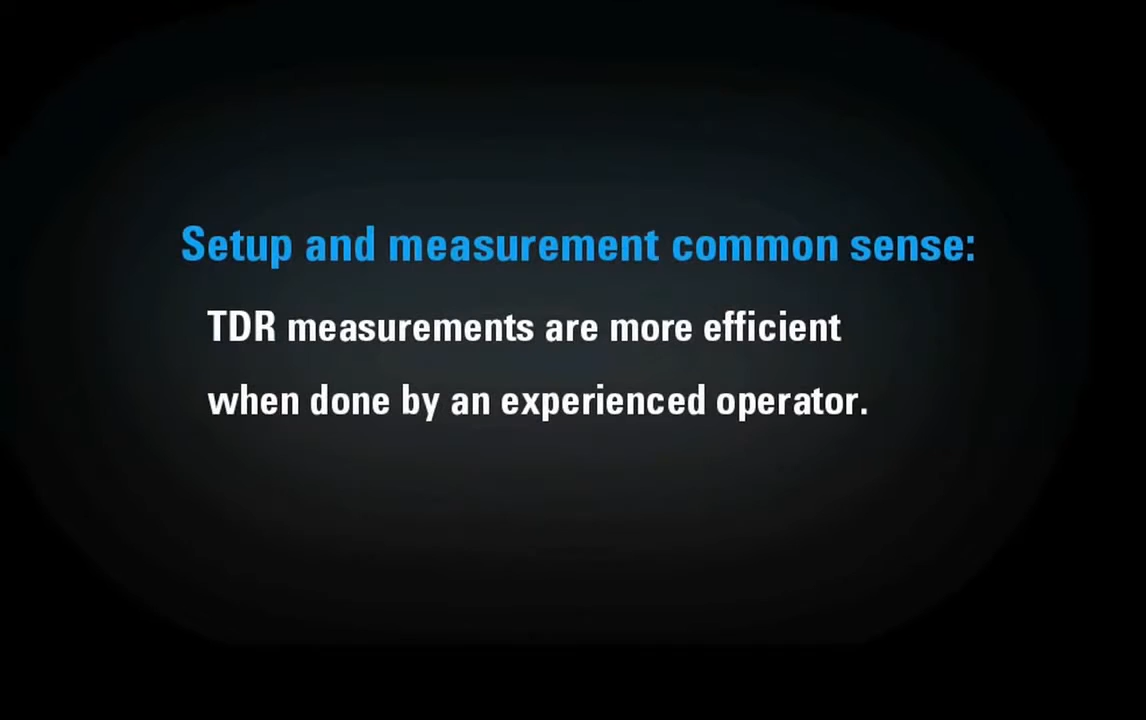 Setup and measurement common sense:
TDR measurements are more efficient
when done by an experienced operator.